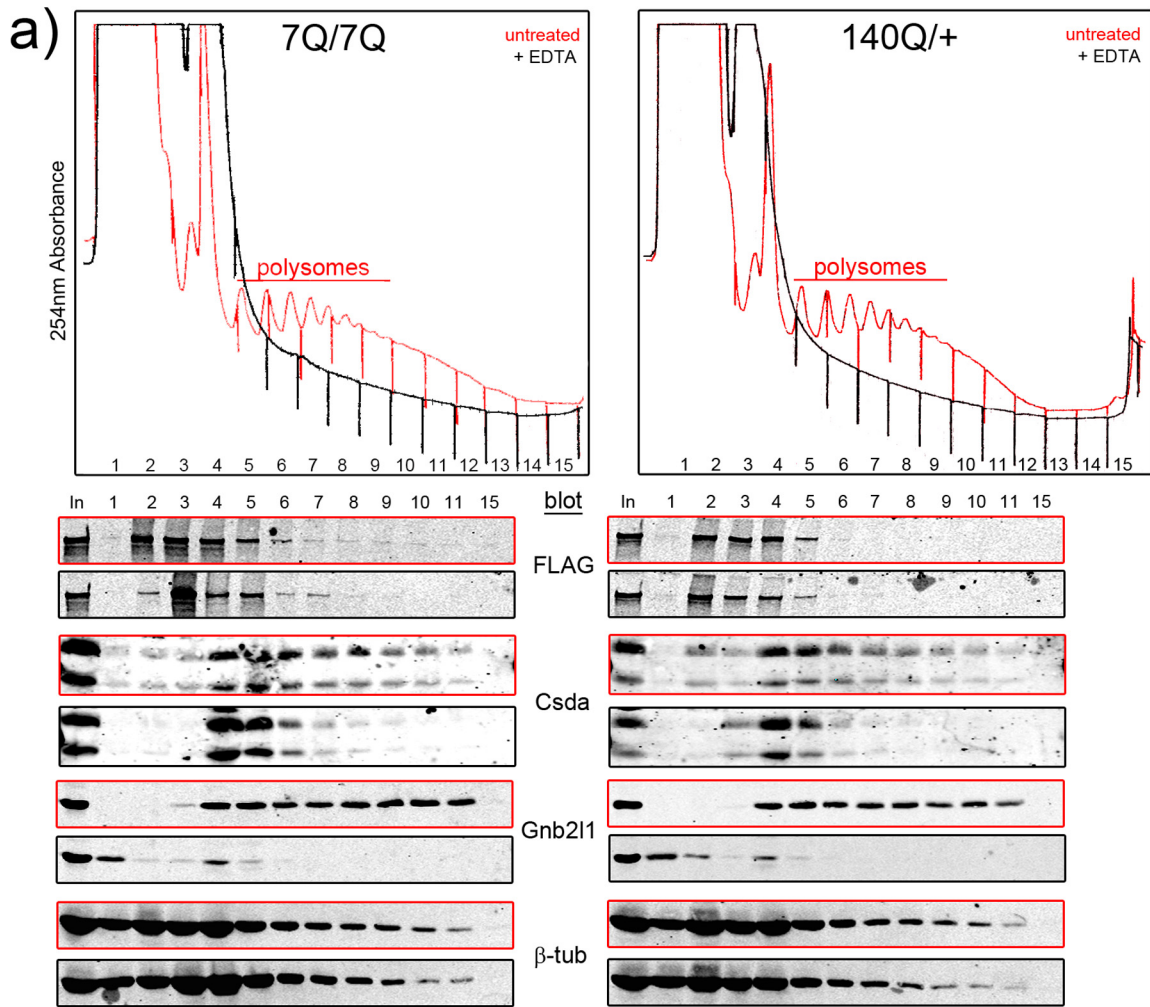 a)
7Q/7Q
untreated
+ EDTA
254nm Absorbance
polysomes
1 2 3 4 5 6 7 8 9 10 11 12 13 14 15
140Q/+
untreated
+ EDTA
polysomes
1 2 3 4 5 6 7 8 9 10 11 12 13 14 15
In 1 2 3 4 5 6 7 8 9 10 11 15 blot In 1 2 3 4 5 6 7 8 9 10 11 15
FLAG
Csda
Gnb2l1
β-tub